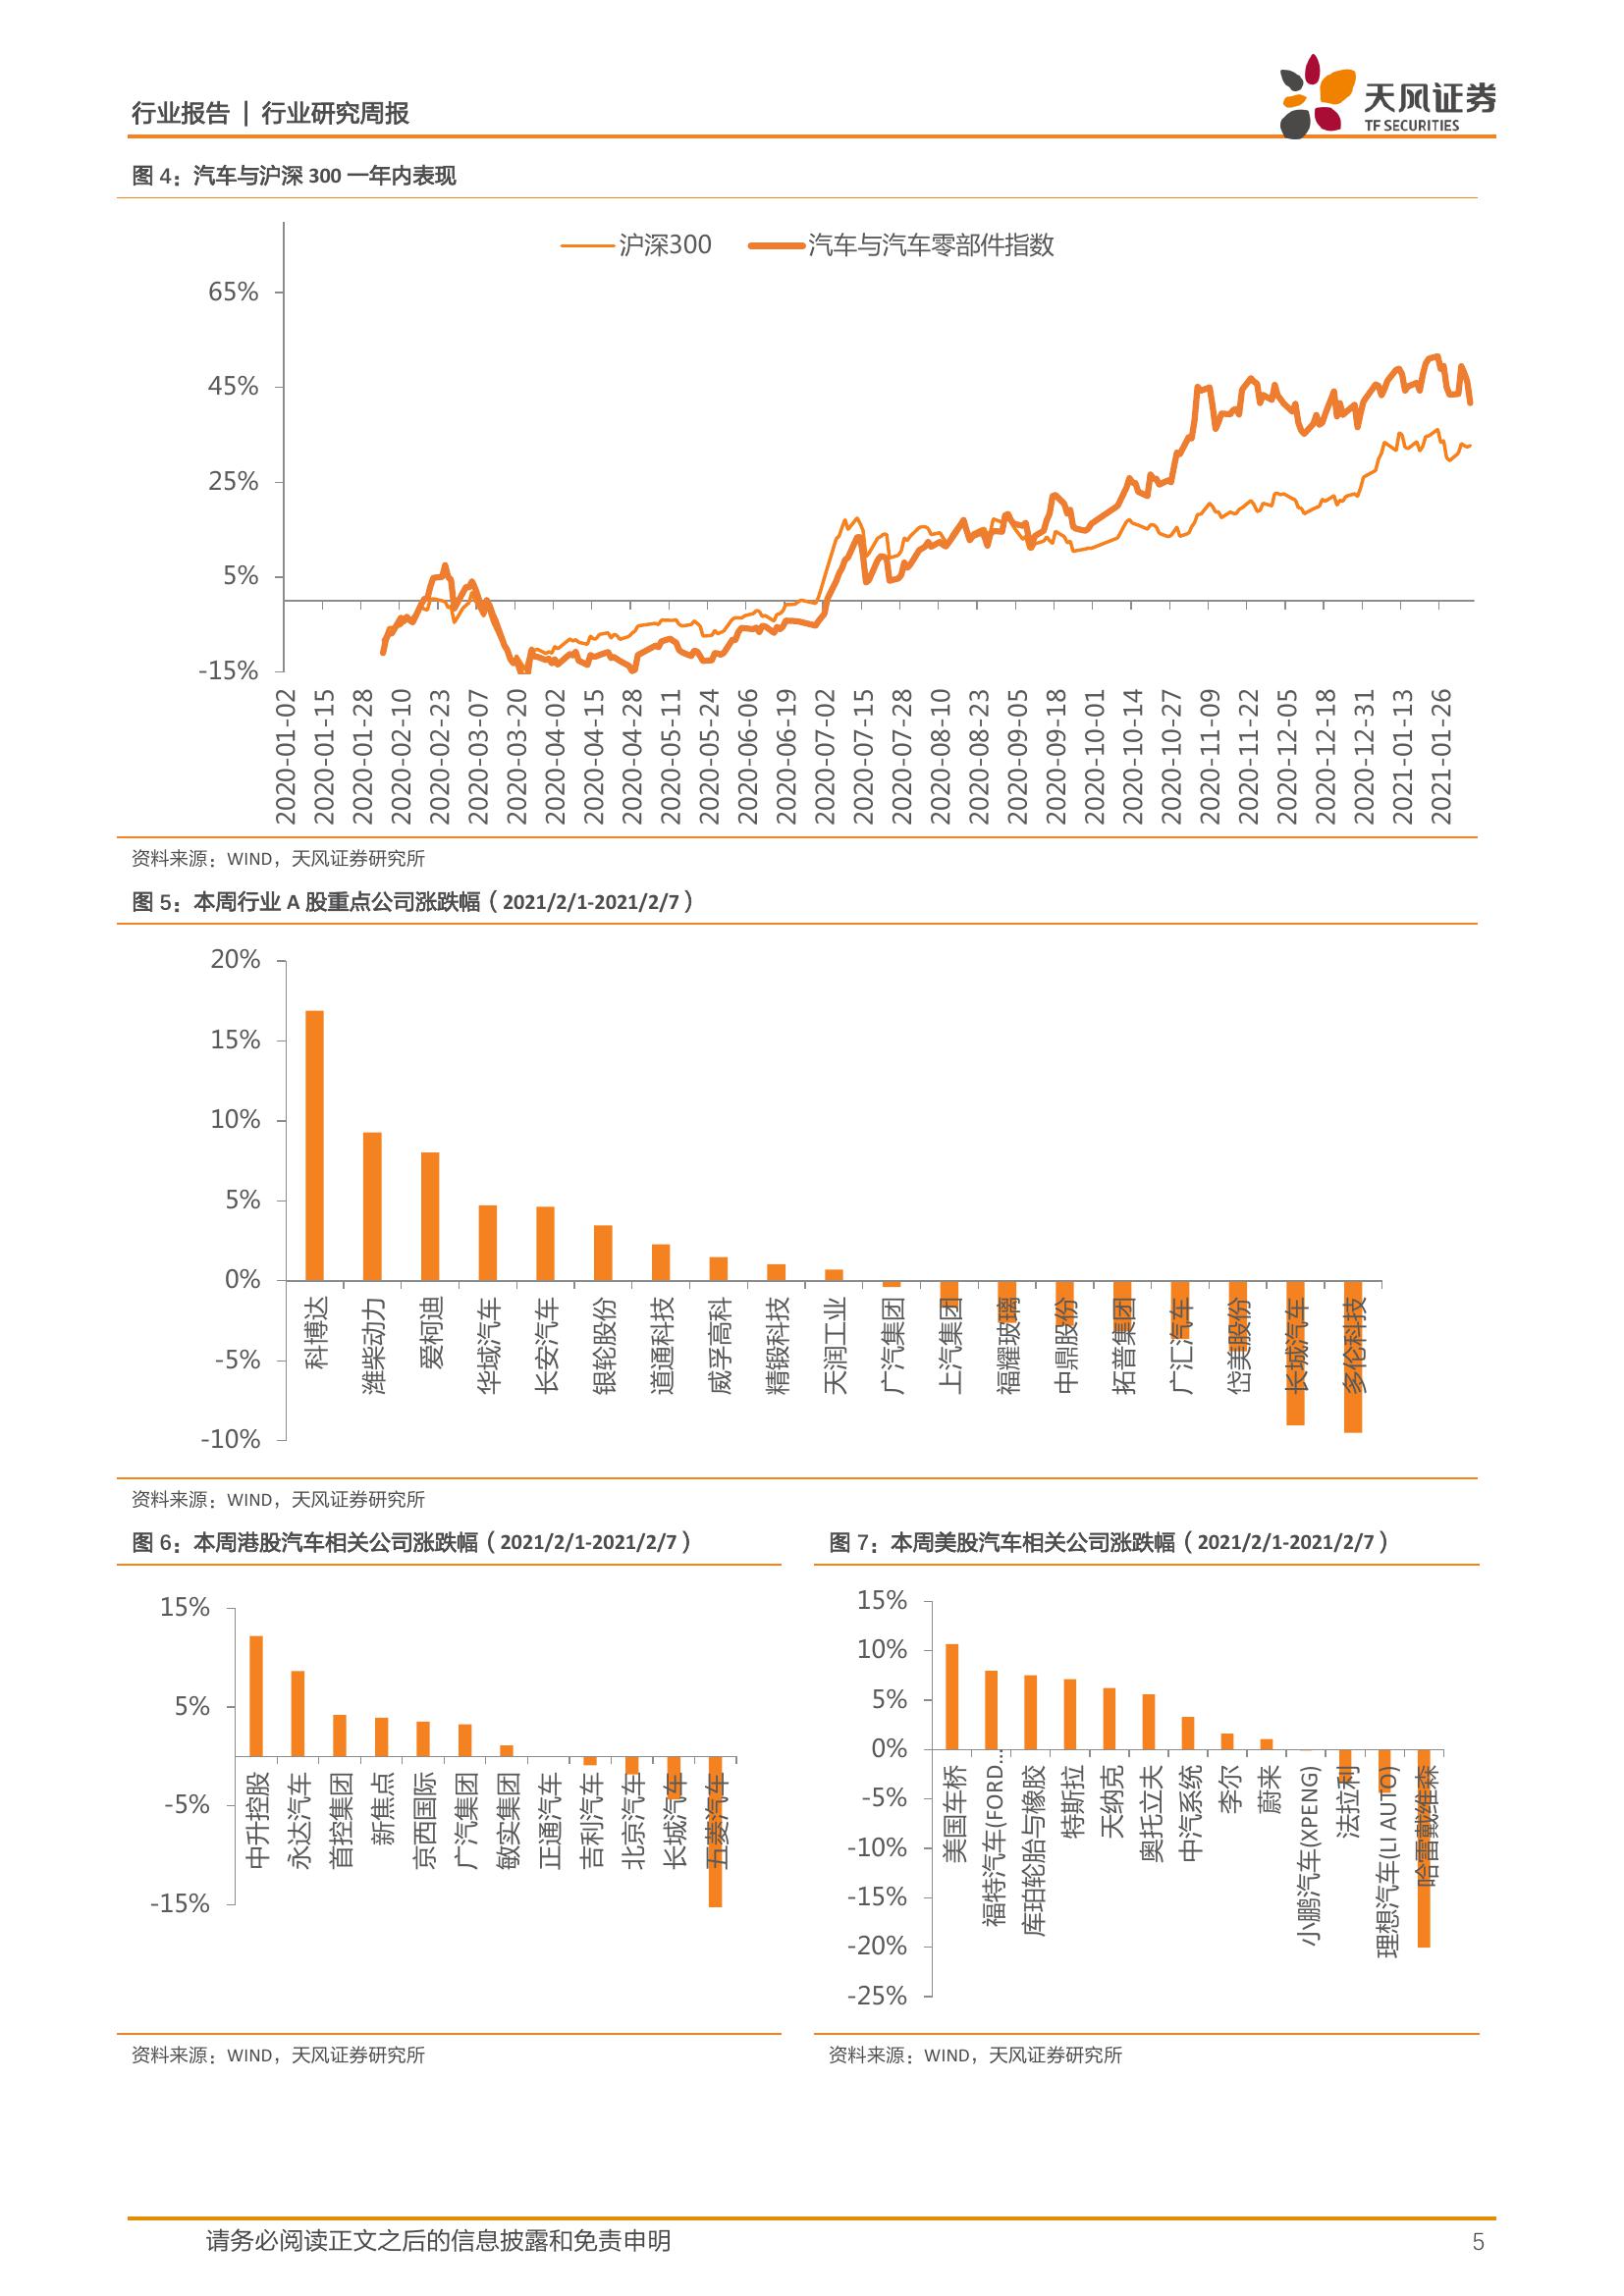 行业报告 | 行业研究周报
天风证券
TF SECURITIES
图 4：汽车与沪深 300 一年内表现
沪深300
汽车与汽车零部件指数
65%
45%
25%
5%
-15%
2020-01-02
2020-01-15
2020-01-28
2020-02-10
2020-02-23
2020-03-07
2020-03-20
2020-04-02
2020-04-15
2020-04-28
2020-05-11
2020-05-24
2020-06-06
2020-06-19
2020-07-02
2020-07-15
2020-07-28
2020-08-10
2020-08-23
2020-09-05
2020-09-18
2020-10-01
2020-10-14
2020-10-27
2020-11-09
2020-11-22
2020-12-05
2020-12-18
2020-12-31
2021-01-13
2021-01-26
资料来源：WIND，天风证券研究所
图 5：本周行业 A 股重点公司涨跌幅（2021/2/1-2021/2/7）
20%
15%
10%
5%
0%
-5%
-10%
科博达
潍柴动力
爱柯迪
华域汽车
长安汽车
银轮股份
道通科技
威孚高科
精锻科技
天润工业
广汽集团
上汽集团
福耀玻璃
中鼎股份
拓普集团
广汇汽车
岱美股份
长城汽车
多伦科技
资料来源：WIND，天风证券研究所
图 6：本周港股汽车相关公司涨跌幅（2021/2/1-2021/2/7）
15%
5%
-5%
-15%
中升控股
永达汽车
首控集团
新焦点
京西国际
广汽集团
敏实集团
正通汽车
吉利汽车
北京汽车
长城汽车
五菱汽车
资料来源：WIND，天风证券研究所
图 7：本周美股汽车相关公司涨跌幅（2021/2/1-2021/2/7）
15%
10%
5%
0%
-5%
-10%
-15%
-20%
-25%
美国车桥
福特汽车(FORD…
库珀轮胎与橡胶
特斯拉
天纳克
奥托立夫
中汽系统
李尔
蔚来
小鹏汽车(XPENG)
法拉利
理想汽车(LI AUTO)
哈雷戴维森
资料来源：WIND，天风证券研究所
请务必阅读正文之后的信息披露和免责申明
5